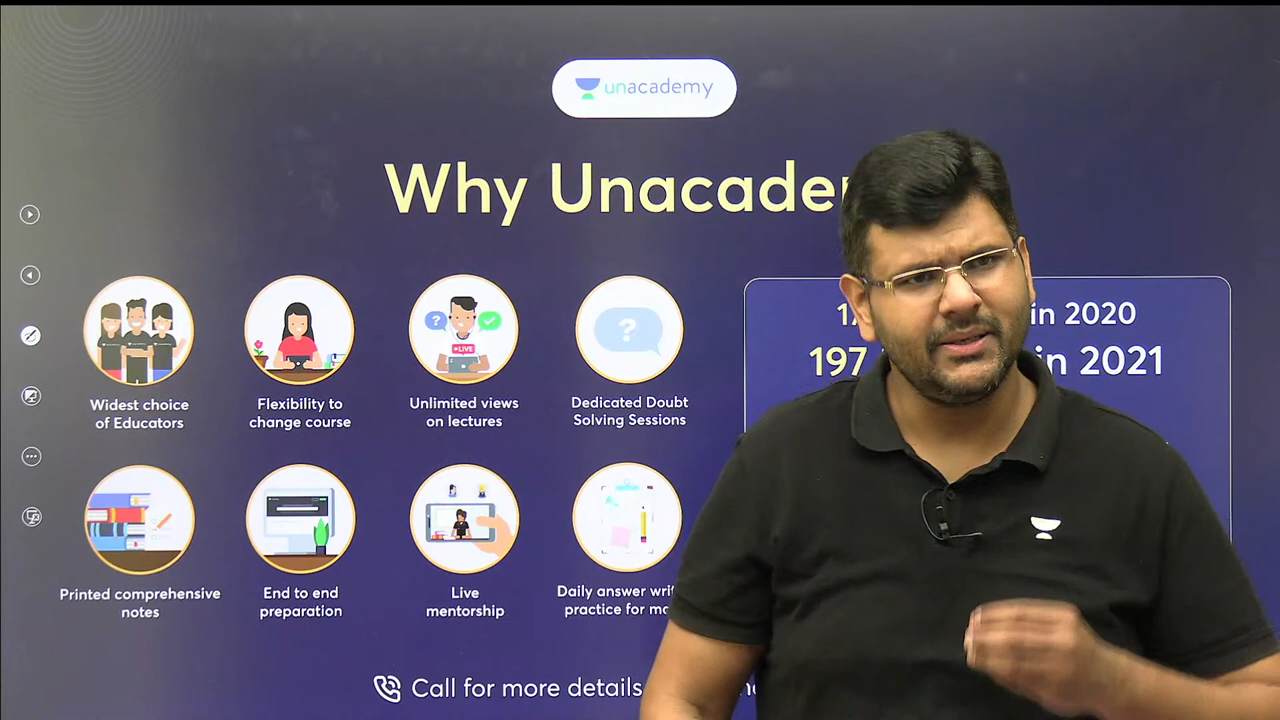 unacademy
Why Unacade
in 2020
197 in 2021
Widest choice
of Educators
Flexibility to
change course
Unlimited views
on lectures
Dedicated Doubt
Solving Sessions
?
?
LIVE
Printed comprehensive
notes
End to end
preparation
Live
mentorship
Daily answer
practice for
Call for more details